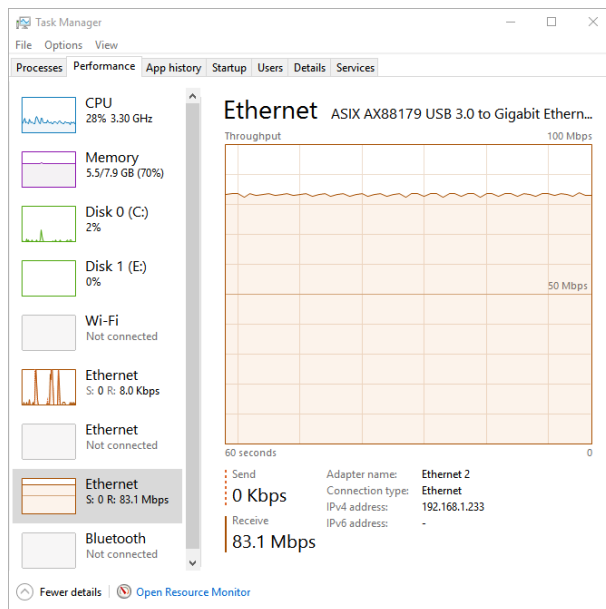 Task Manager
File Options View
Processes Performance App history Startup Users Details Services
CPU
28% 3.30 GHz
Memory
5.5/7.9 GB (70%)
Disk 0 (C:)
2%
Disk 1 (E:)
0%
Wi-Fi
Not connected
Ethernet
S: 0 R: 8.0 Kbps
Ethernet
Not connected
Ethernet
S: 0 R: 83.1 Mbps
Bluetooth
Not connected
Ethernet ASIX AX88179 USB 3.0 to Gigabit Ethern...
Throughput 100 Mbps
50 Mbps
60 seconds 0
Send
0 Kbps
Receive
83.1 Mbps
Adapter name: Ethernet 2
Connection type: Ethernet
IPv4 address: 192.168.1.233
IPv6 address: -
Fewer details Open Resource Monitor